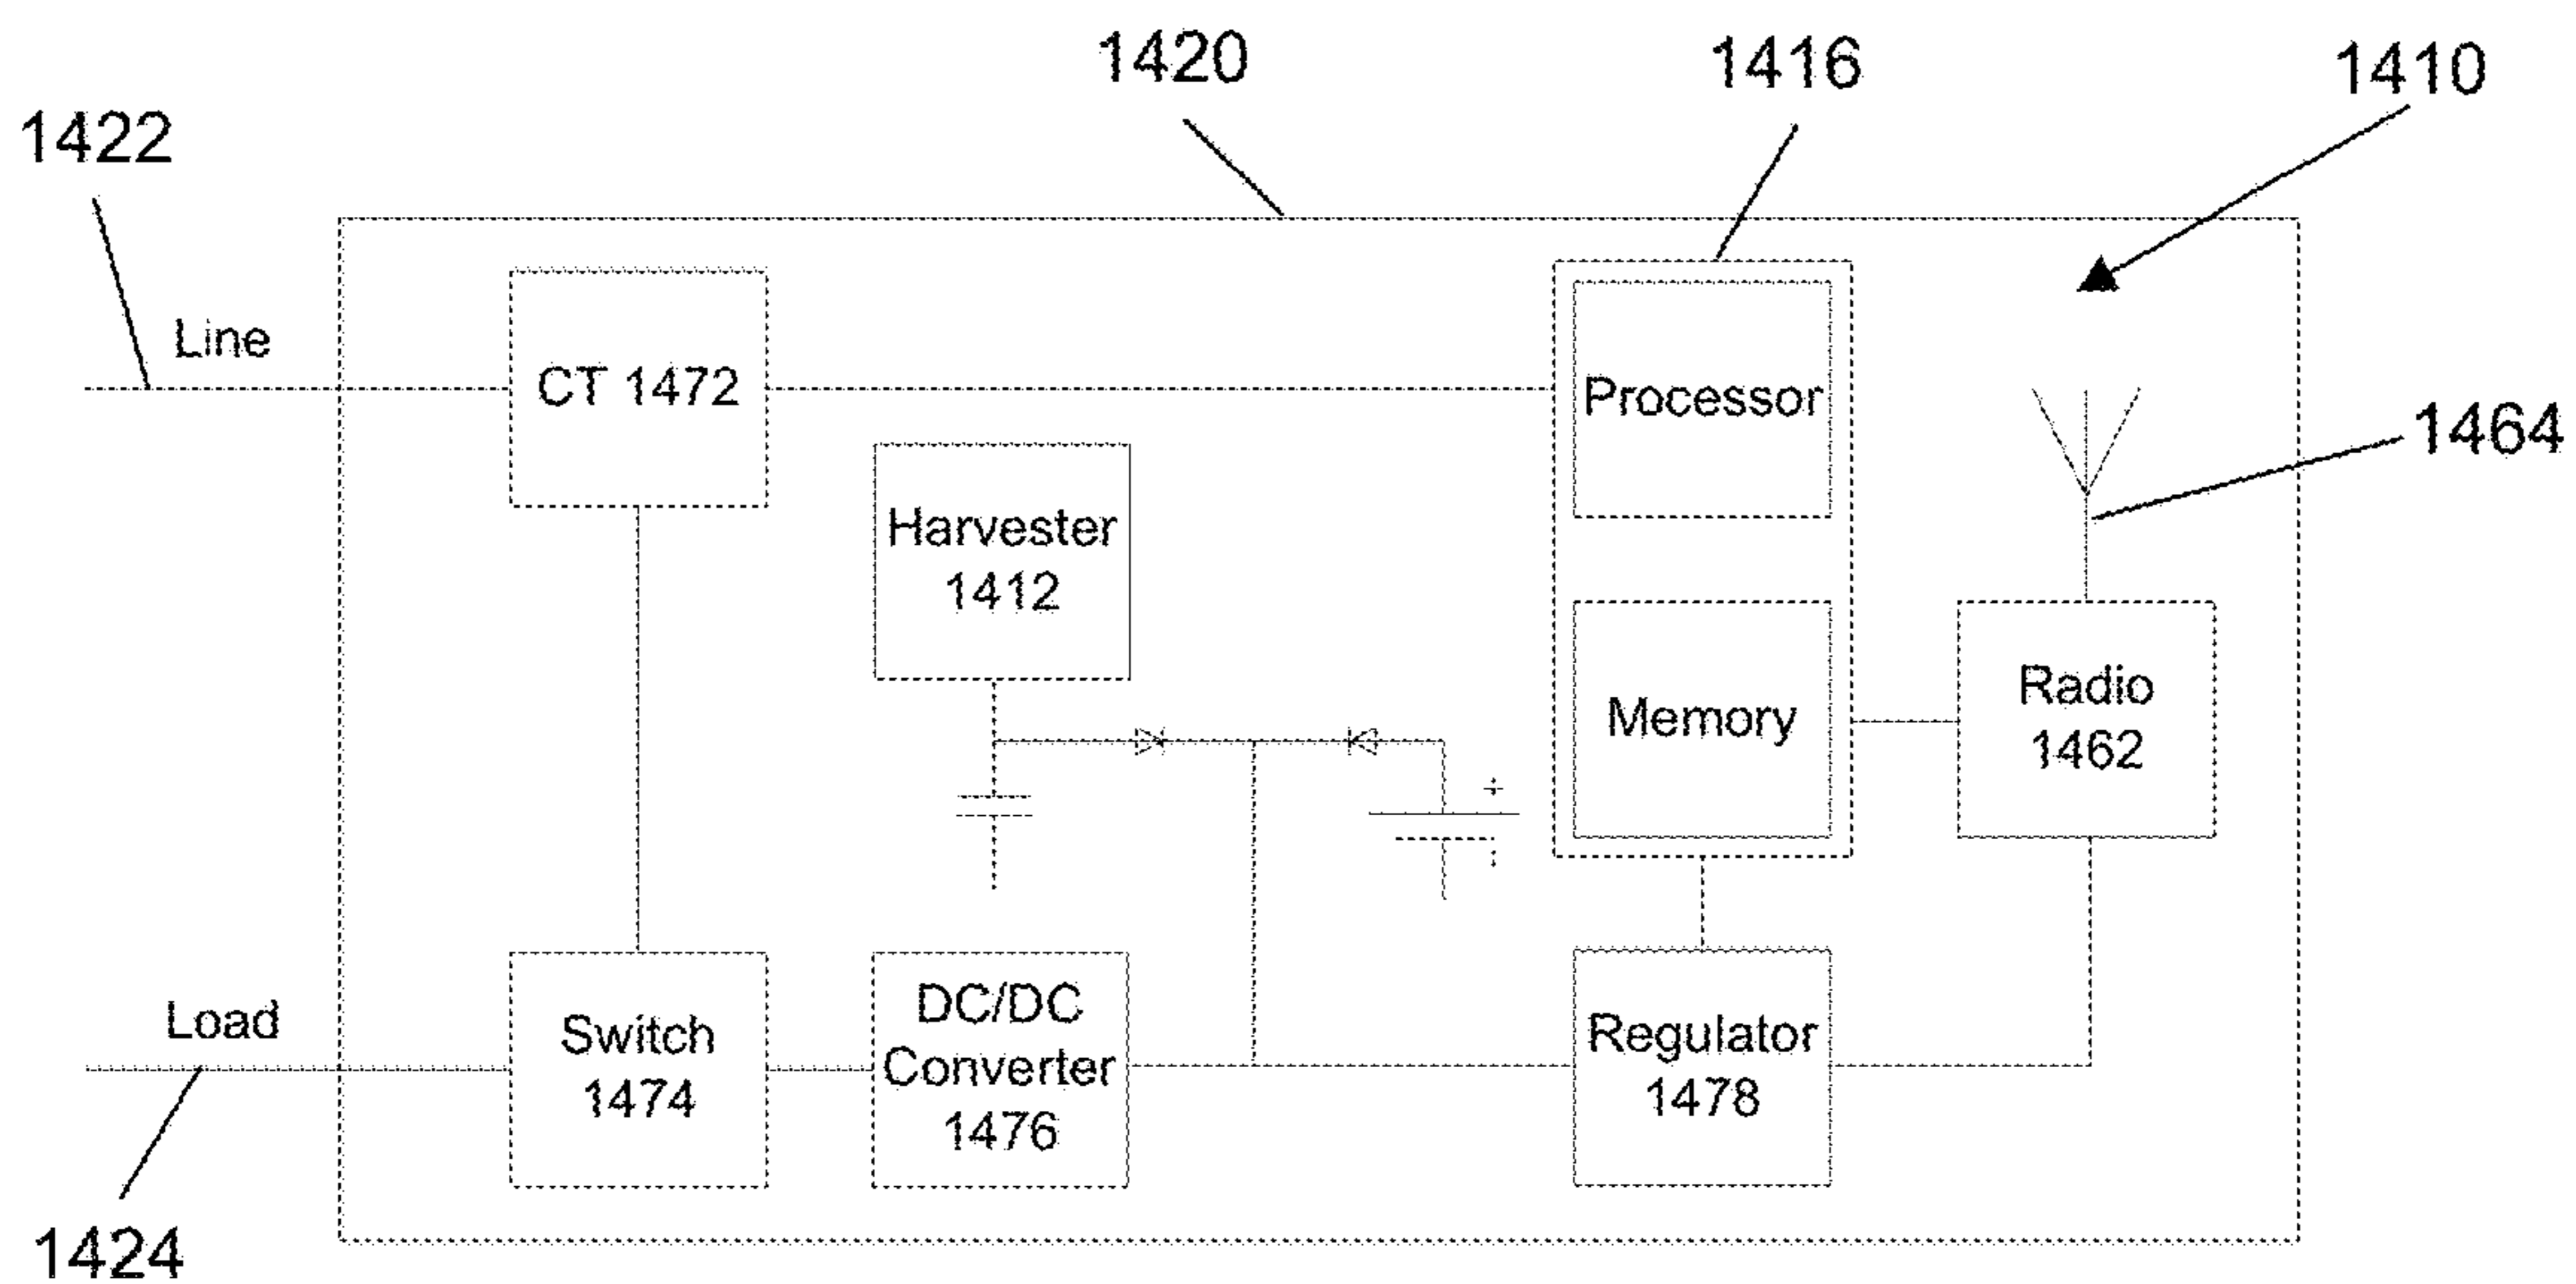 1420
1416
1410
1422
Line
CT 1472
Processor
1464
Harvester
1412
Memory
Radio
1462
+
-
Load
Switch
1474
DC/DC
Converter
1476
Regulator
1478
1424